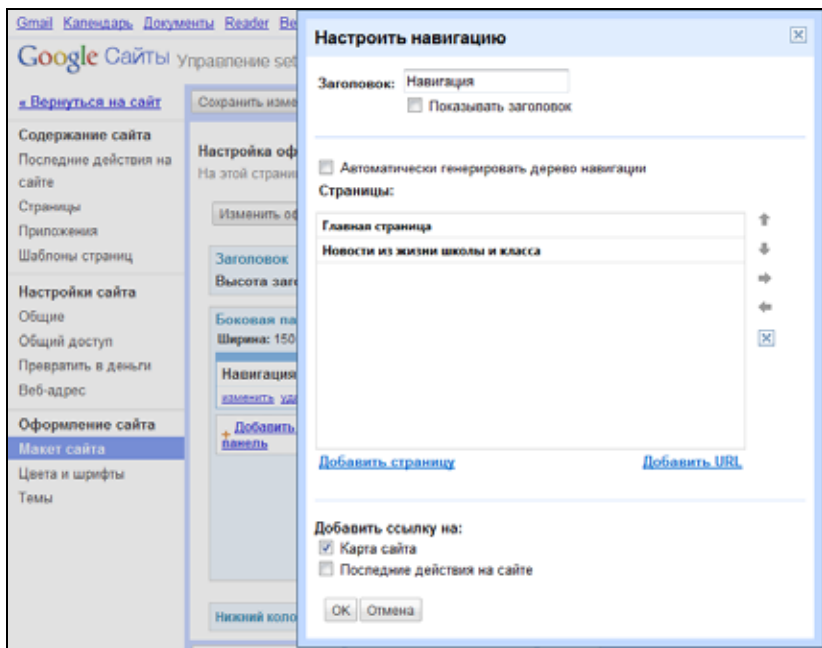 Gmail Календарь Документы Reader Ве
Google Сайты Управление set
« Вернуться на сайт
Содержание сайта
Последние действия на
сайте
Страницы
Приложения
Шаблоны страниц
Настройки сайта
Общие
Общий доступ
Превратить в деньги
Веб-адрес
Оформление сайта
Макет сайта
Цвета и шрифты
Темы
Сохранить изме
Настройка оф
На этой страни
Изменить оф
Заголовок
Высота заго
Боковая па
Ширина: 150
Навигация
изменить уда
+ Добавить
панель
Нижний коло
Настроить навигацию
Заголовок: Навигация
Показывать заголовок
Автоматически генерировать дерево навигации
Страницы:
Главная страница
Новости из жизни школы и класса
Добавить страницу Добавить URL
Добавить ссылку на:
Карта сайта
Последние действия на сайте
OK Отмена